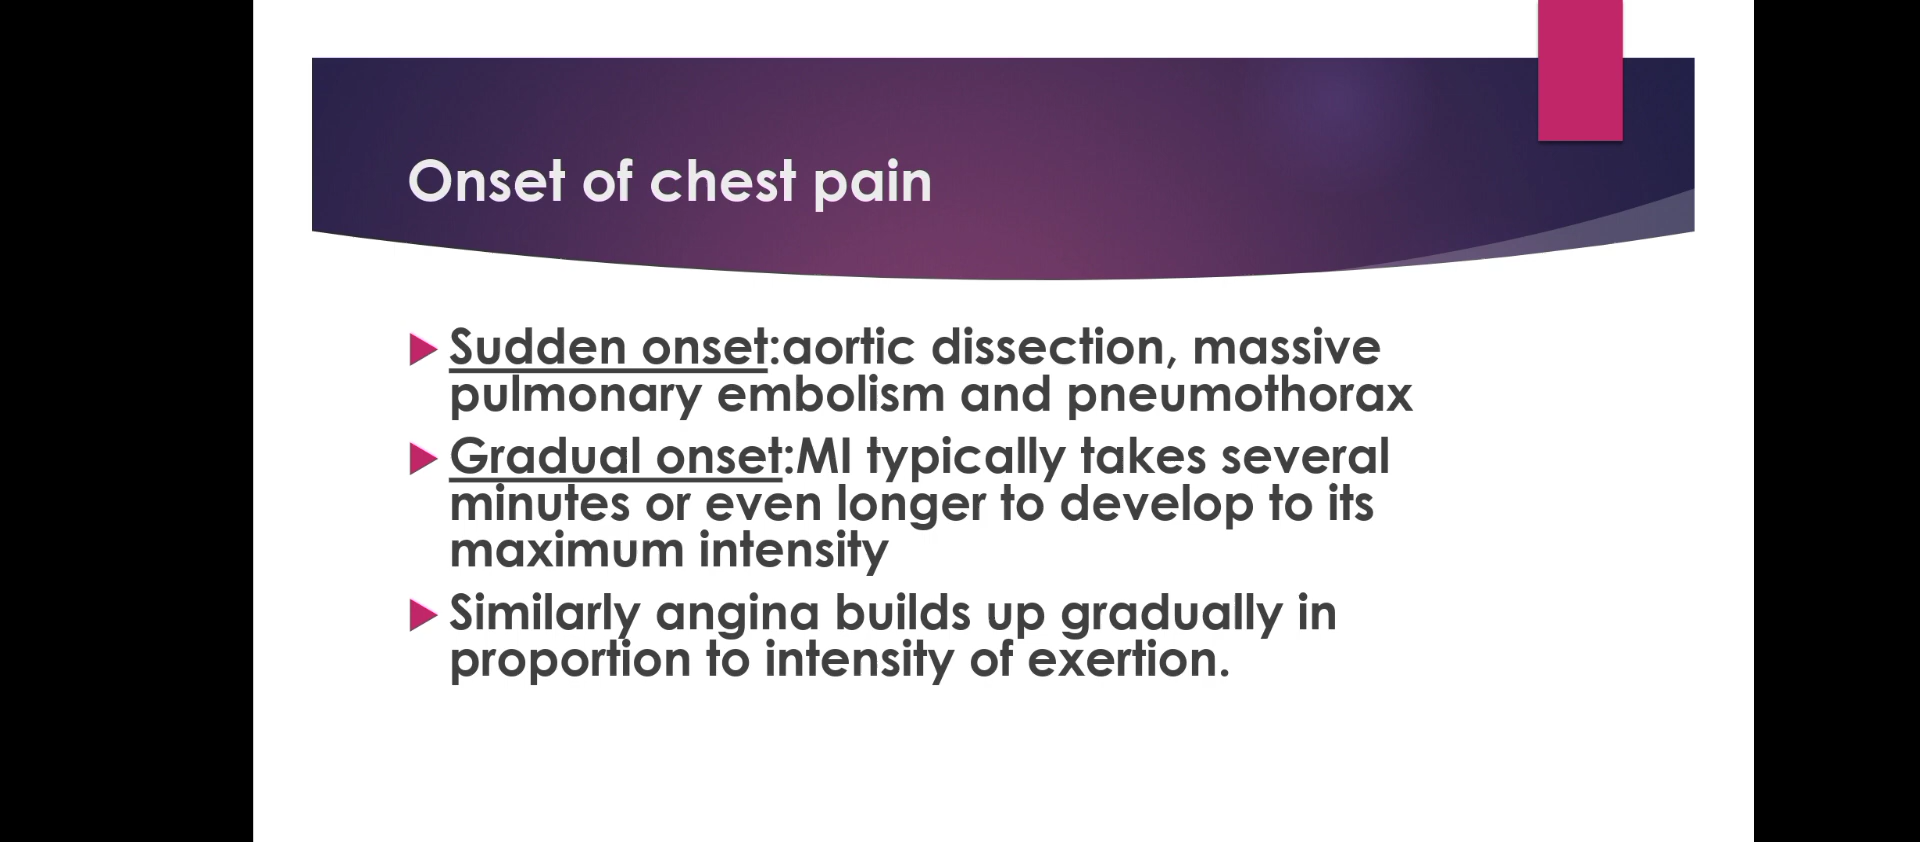 Onset of chest pain
Sudden onset:aortic dissection, massive
pulmonary embolism and pneumothorax
Gradual onset:MI typically takes several
minutes or even longer to develop to its
maximum intensity
Similarly angina builds up gradually in
proportion to intensity of exertion.